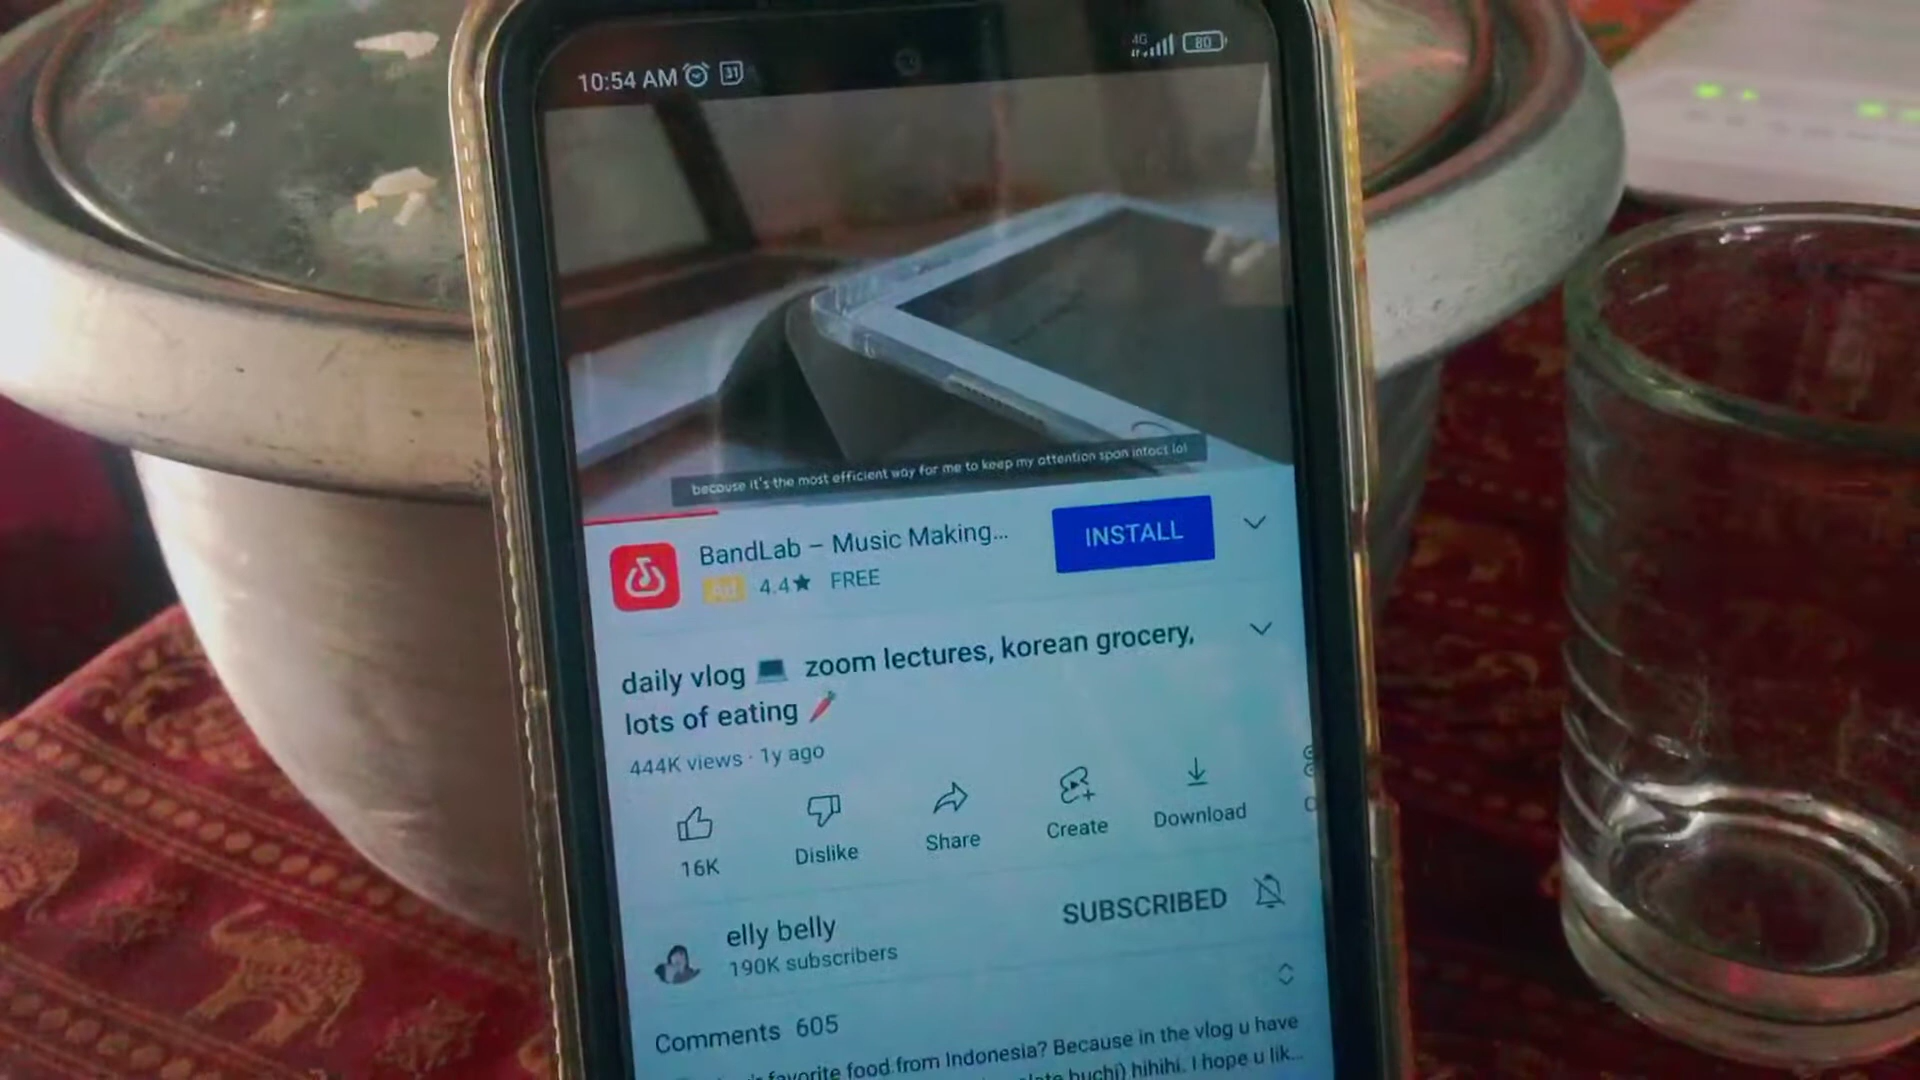 10:54 AM 31 4G 80
because it's the most efficient way for me to keep my attention span intact lol
BandLab – Music Making...
INSTALL
Ad 4.4★ FREE
daily vlog 💻 zoom lectures, korean grocery,
lots of eating 🥕
444K views · 1y ago
16K
Dislike
Share
Create
Download
elly belly
190K subscribers
SUBSCRIBED
Comments 605
favorite food from Indonesia? Because in the vlog u have
buchi) hihihi. I hope u lik...